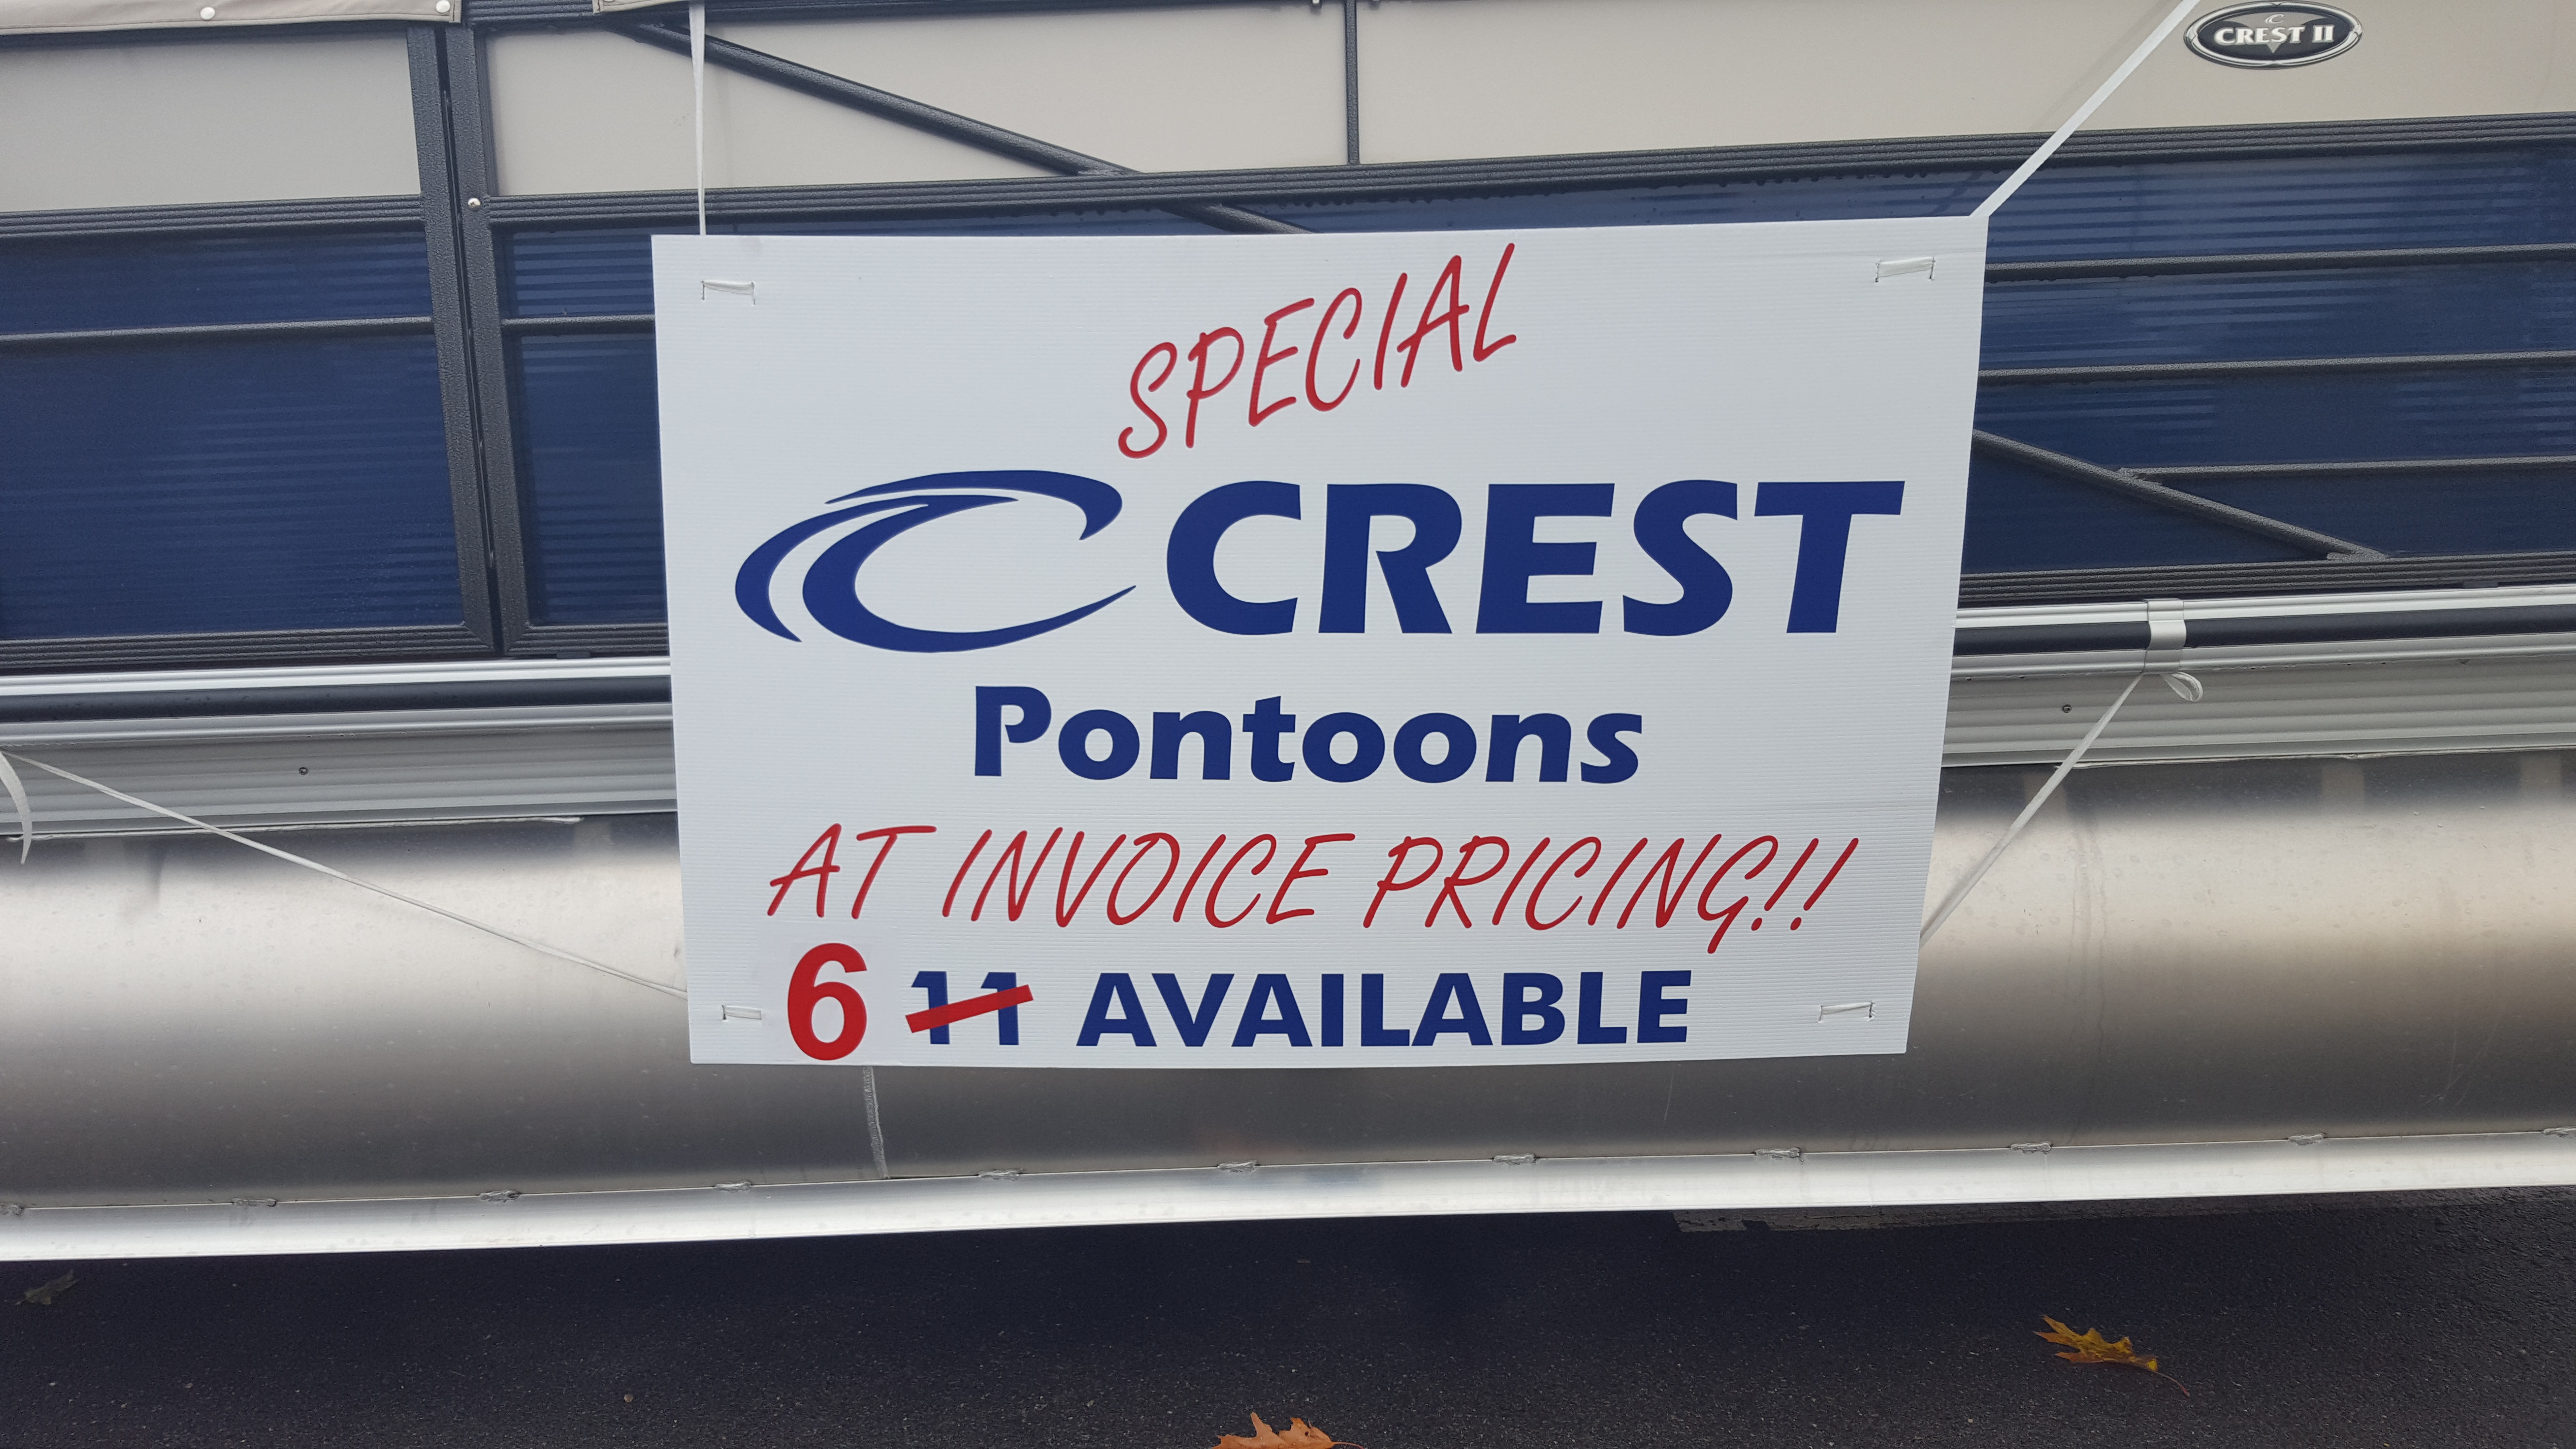 CREST II
SPECIAL
CREST
Pontoons
AT INVOICE PRICING!!
6 11 AVAILABLE